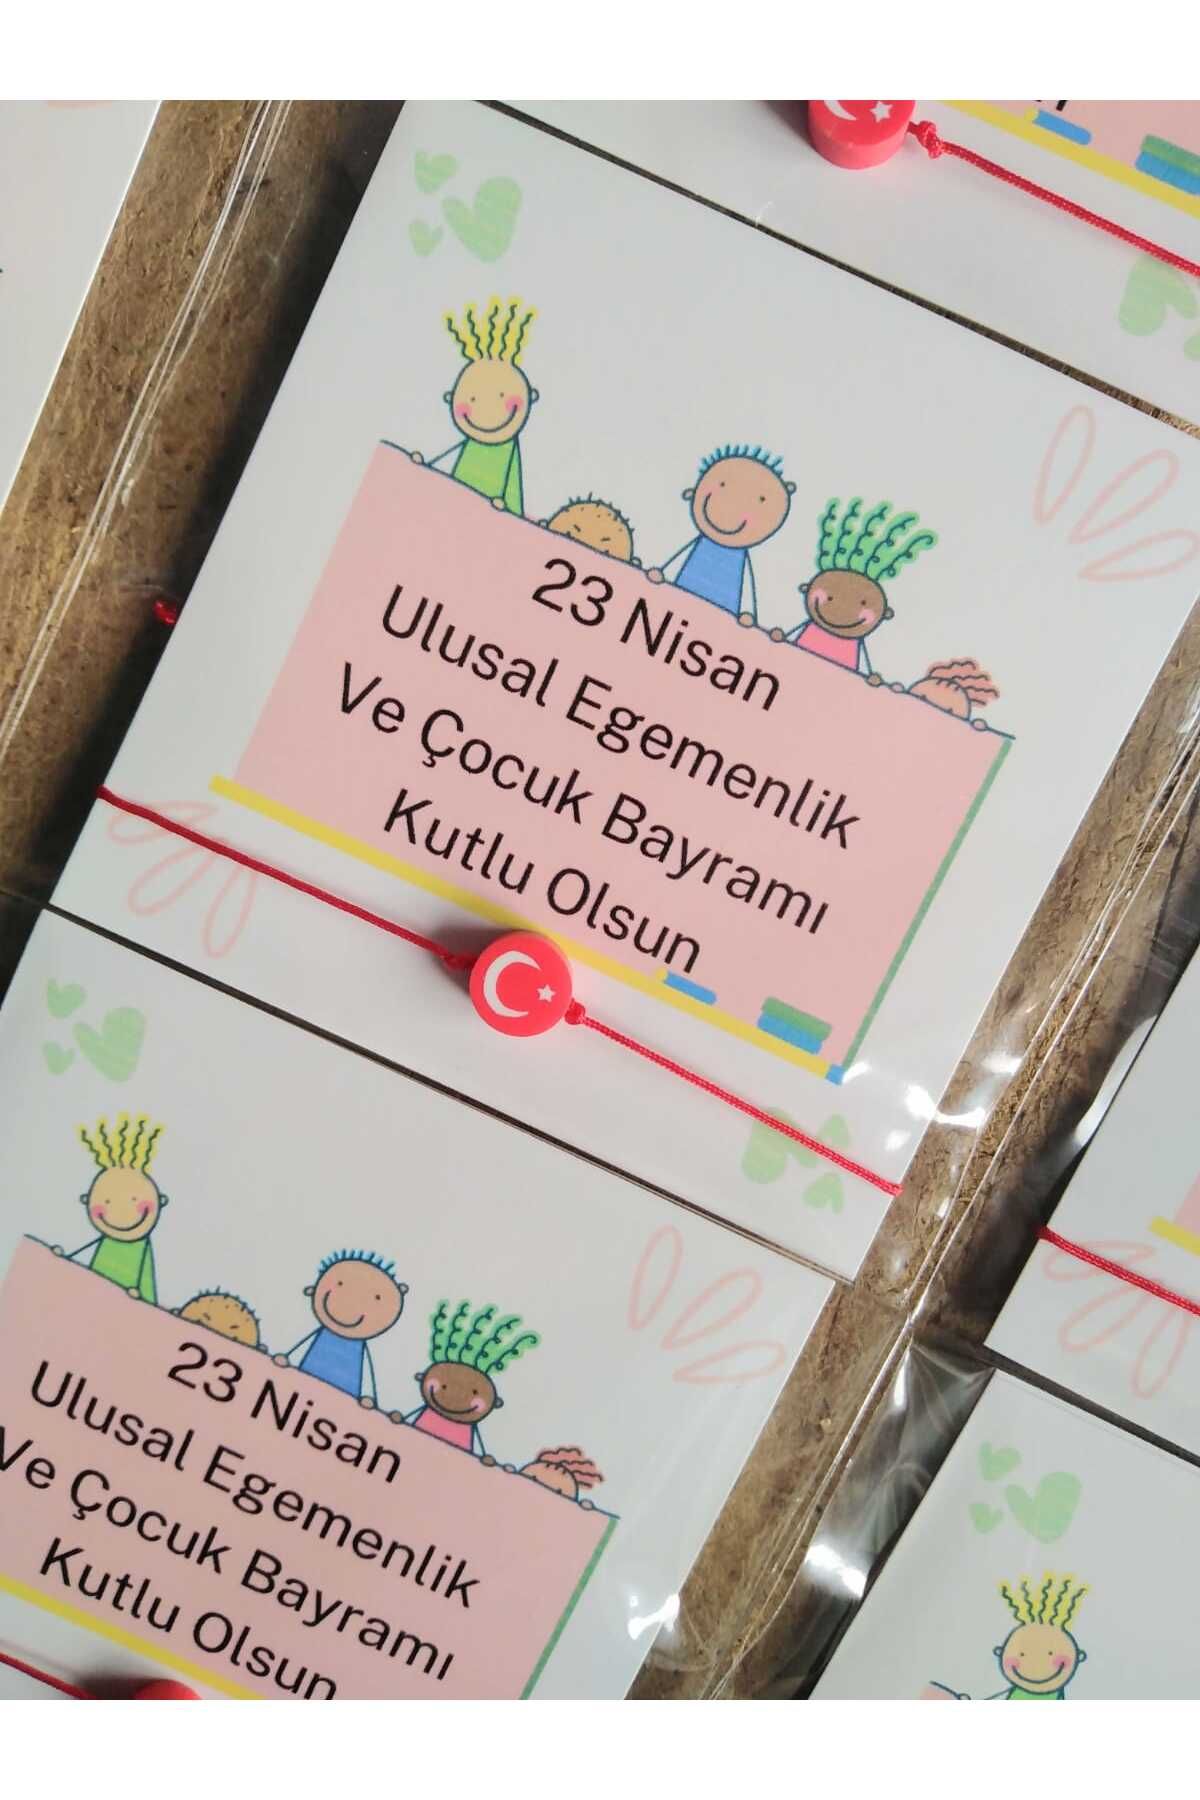 23 Nisan
Ulusal Egemenlik
Ve Çocuk Bayramı
Kutlu Olsun
23 Nisan
Ulusal Egemenlik
Ve Çocuk Bayramı
Kutlu Olsun